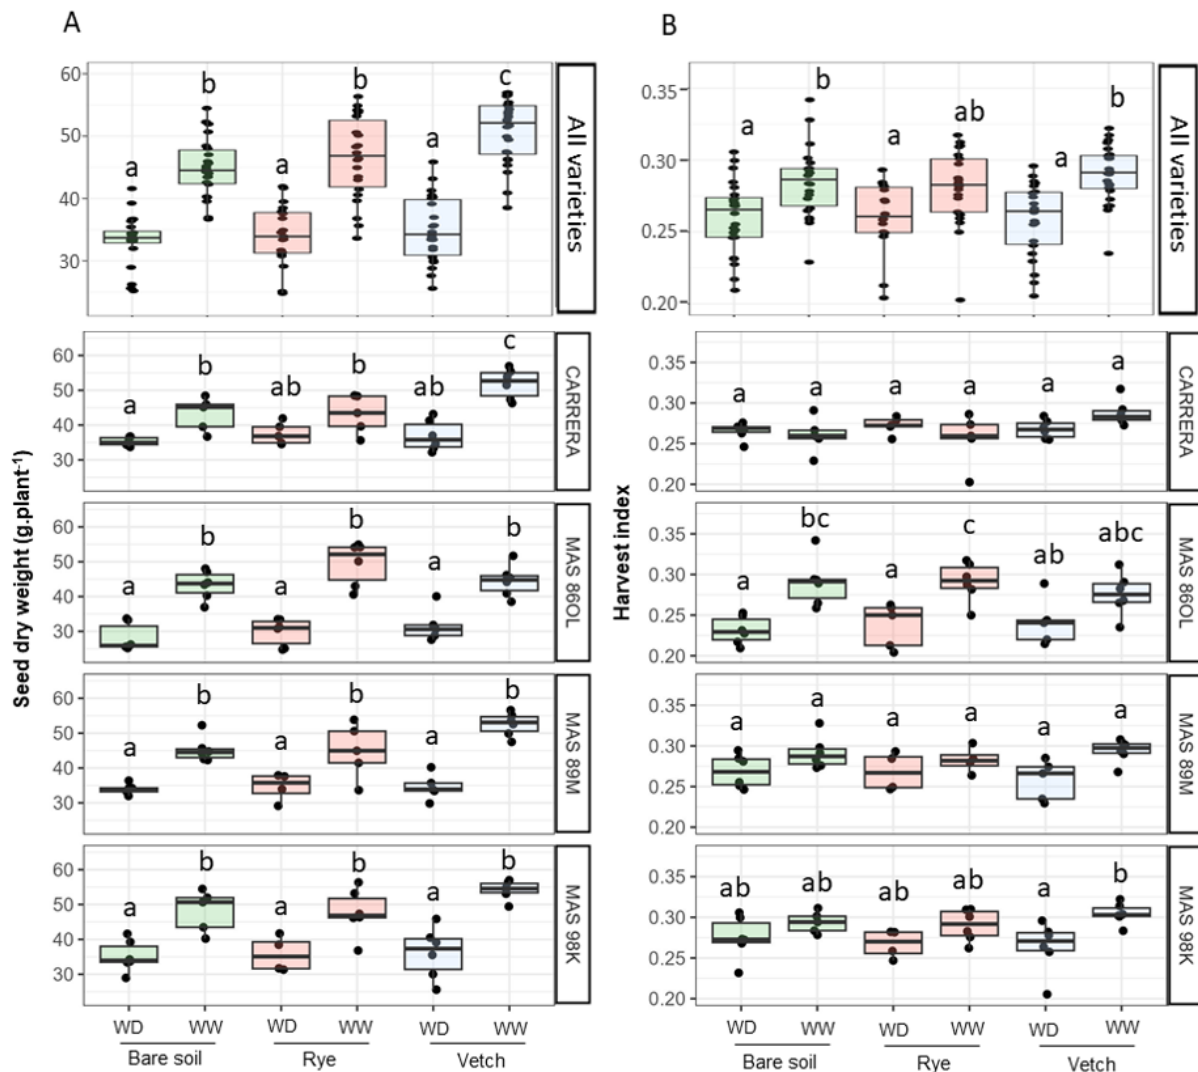 A
B
60
50
40
30
a
b
a
b
a
c
All varieties
0.35
0.30
0.25
0.20
a
b
a
ab
a
b
All varieties
60
50
40
30
a
b
ab
b
ab
c
CARRERA
0.35
0.30
0.25
0.20
a
a
a
a
a
a
CARRERA
60
50
40
30
a
b
a
b
a
b
MAS 86OL
0.35
0.30
0.25
0.20
a
bc
a
c
ab
abc
MAS 86OL
60
50
40
30
a
b
a
b
a
b
MAS 89M
0.35
0.30
0.25
0.20
a
a
a
a
a
a
MAS 89M
60
50
40
30
a
b
a
b
a
b
MAS 98K
0.35
0.30
0.25
0.20
ab
ab
ab
ab
a
b
MAS 98K
Seed dry weight (g.plant⁻¹)
Harvest index
WD WW WD WW WD WW
Bare soil Rye Vetch
WD WW WD WW WD WW
Bare soil Rye Vetch